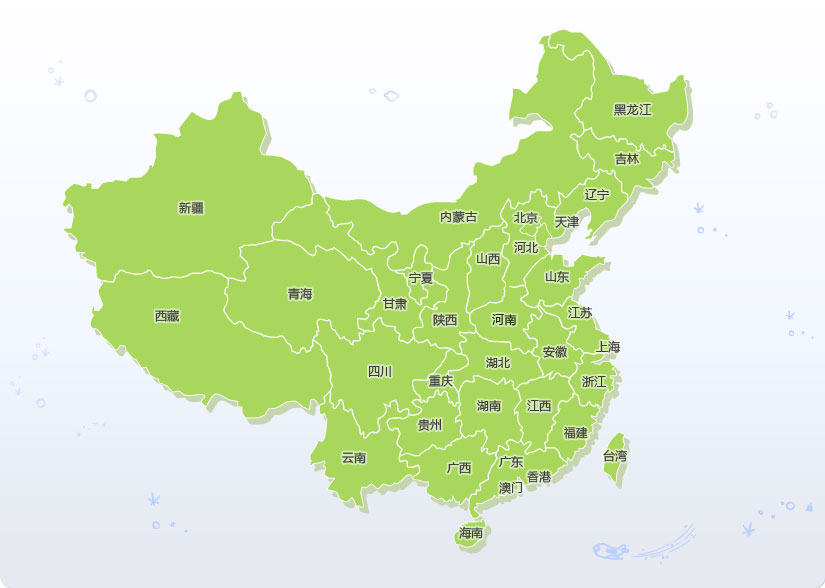 黑龙江
吉林
辽宁
新疆
内蒙古
北京
天津
河北
山西
宁夏
山东
青海
甘肃
西藏
陕西
河南
江苏
上海
安徽
湖北
四川
重庆
浙江
湖南
江西
贵州
福建
云南
台湾
广东
广西
香港
澳门
海南